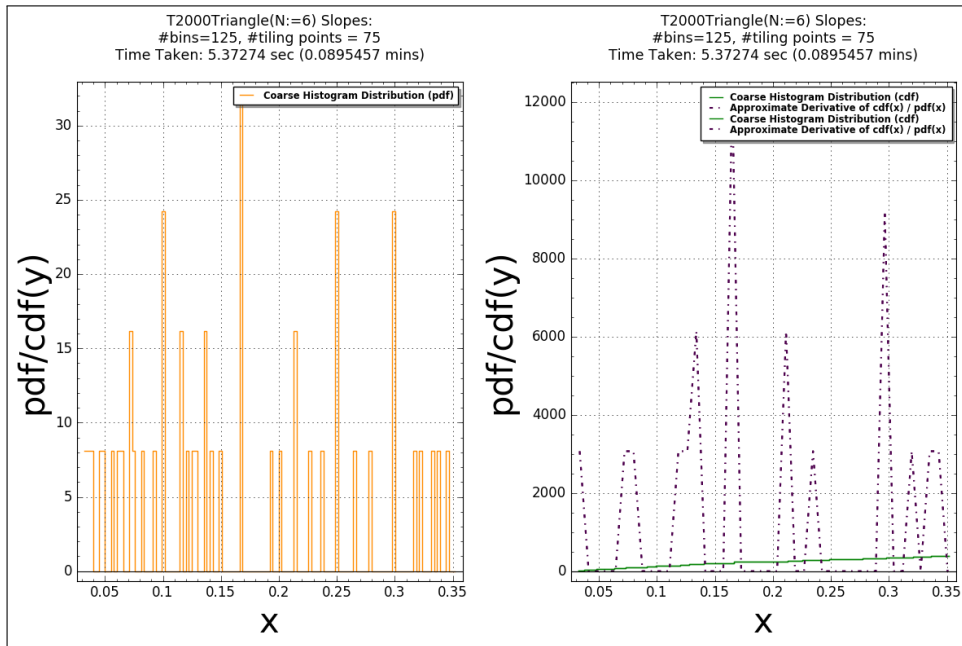 T2000Triangle(N:=6) Slopes:
#bins=125, #tiling points = 75
Time Taken: 5.37274 sec (0.0895457 mins)
Coarse Histogram Distribution (pdf)
30
25
20
15
10
5
0
pdf/cdf(y)
0.05 0.1 0.15 0.2 0.25 0.3 0.35
X
T2000Triangle(N:=6) Slopes:
#bins=125, #tiling points = 75
Time Taken: 5.37274 sec (0.0895457 mins)
Coarse Histogram Distribution (cdf)
Approximate Derivative of cdf(x) / pdf(x)
Coarse Histogram Distribution (cdf)
Approximate Derivative of cdf(x) / pdf(x)
12000
10000
8000
6000
4000
2000
0
pdf/cdf(y)
0.05 0.1 0.15 0.2 0.25 0.3 0.35
X